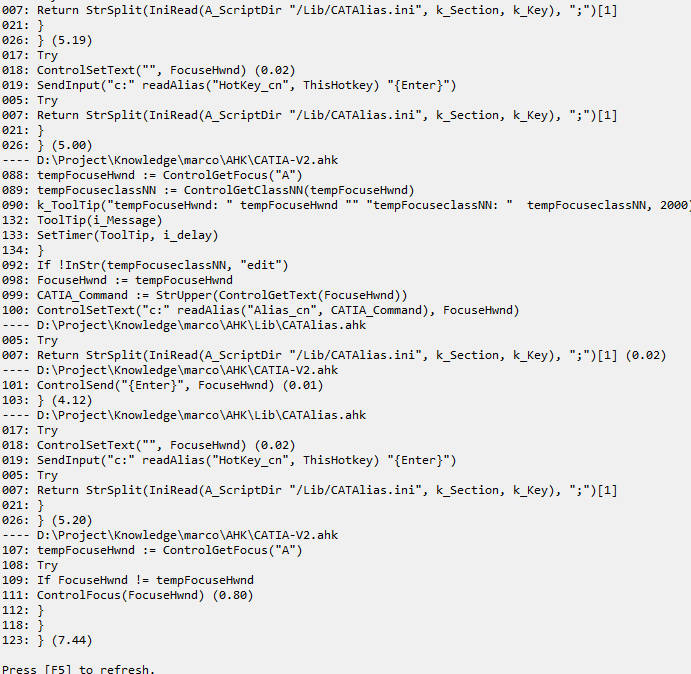 007: Return StrSplit(IniRead(A_ScriptDir "/Lib/CATAlias.ini", k_Section, k_Key), ";")[1]
021: }
026: } (5.19)
017: Try
018: ControlSetText("", FocuseHwnd) (0.02)
019: SendInput("c:" readAlias("HotKey_cn", ThisHotkey) "{Enter}")
005: Try
007: Return StrSplit(IniRead(A_ScriptDir "/Lib/CATAlias.ini", k_Section, k_Key), ";")[1]
021: }
026: } (5.00)
---- D:\Project\Knowledge\marco\AHK\CATIA-V2.ahk
088: tempFocuseHwnd := ControlGetFocus("A")
089: tempFocuseclassNN := ControlGetClassNN(tempFocuseHwnd)
090: k_ToolTip("tempFocuseHwnd: " tempFocuseHwnd "" "tempFocuseclassNN: "  tempFocuseclassNN, 2000)
132: ToolTip(i_Message)
133: SetTimer(ToolTip, i_delay)
134: }
092: If !InStr(tempFocuseclassNN, "edit")
098: FocuseHwnd := tempFocuseHwnd
099: CATIA_Command := StrUpper(ControlGetText(FocuseHwnd))
100: ControlSetText("c:" readAlias("Alias_cn", CATIA_Command), FocuseHwnd)
---- D:\Project\Knowledge\marco\AHK\Lib\CATAlias.ahk
005: Try
007: Return StrSplit(IniRead(A_ScriptDir "/Lib/CATAlias.ini", k_Section, k_Key), ";")[1] (0.02)
---- D:\Project\Knowledge\marco\AHK\CATIA-V2.ahk
101: ControlSend("{Enter}", FocuseHwnd) (0.01)
103: } (4.12)
---- D:\Project\Knowledge\marco\AHK\Lib\CATAlias.ahk
017: Try
018: ControlSetText("", FocuseHwnd) (0.02)
019: SendInput("c:" readAlias("HotKey_cn", ThisHotkey) "{Enter}")
005: Try
007: Return StrSplit(IniRead(A_ScriptDir "/Lib/CATAlias.ini", k_Section, k_Key), ";")[1]
021: }
026: } (5.20)
---- D:\Project\Knowledge\marco\AHK\CATIA-V2.ahk
107: tempFocuseHwnd := ControlGetFocus("A")
108: Try
109: If FocuseHwnd != tempFocuseHwnd
111: ControlFocus(FocuseHwnd) (0.80)
112: }
118: }
123: } (7.44)
Press [F5] to refresh.